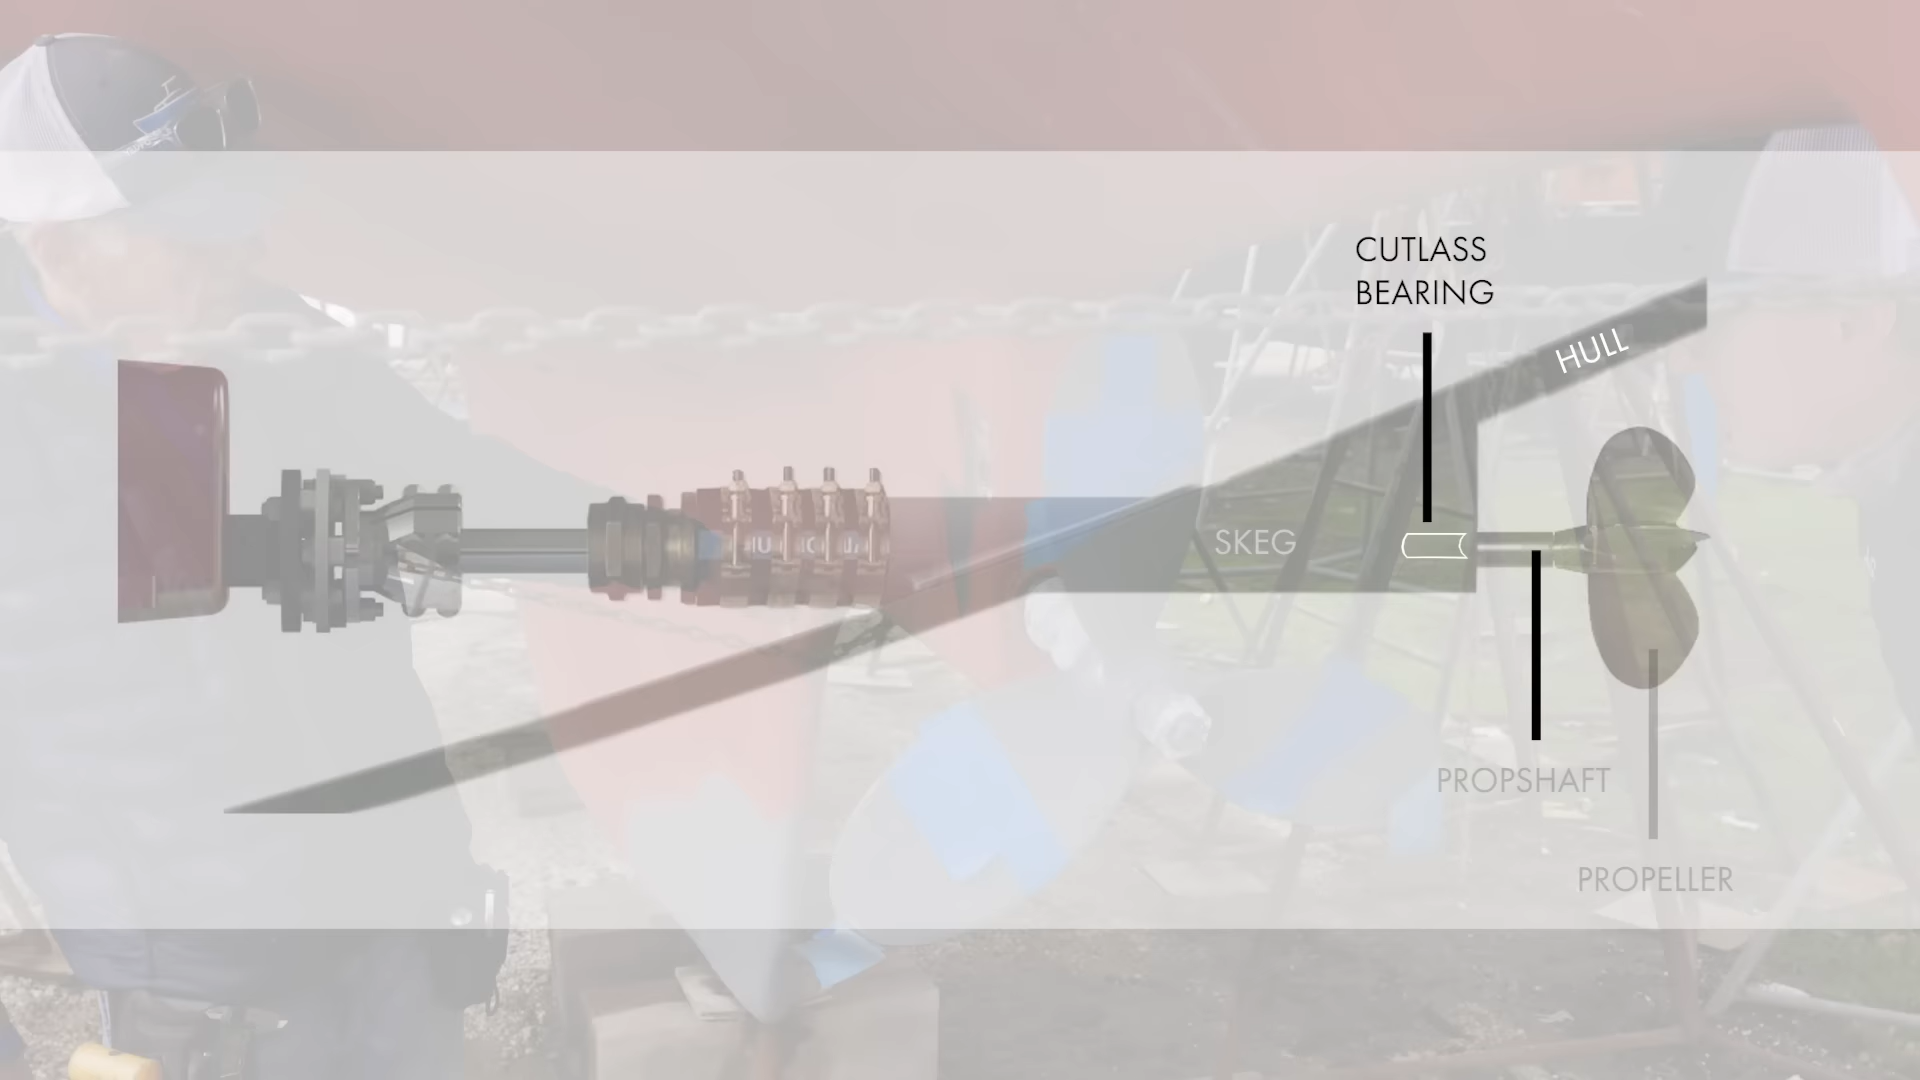 CUTLASS
BEARING
HULL
SKEG
PROPSHAFT
PROPELLER